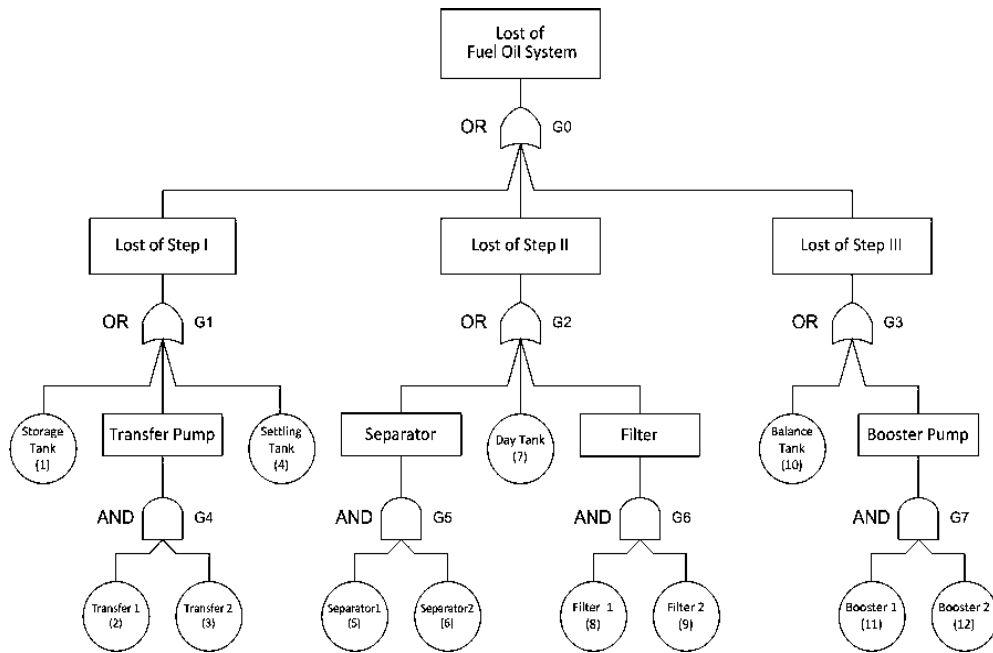 Lost of
Fuel Oil System
OR
G0
Lost of Step I
Lost of Step II
Lost of Step III
OR
G1
OR
G2
OR
G3
Storage
Tank
(1)
Transfer Pump
Settling
Tank
(4)
Separator
Day Tank
(7)
Filter
Balance
Tank
(10)
Booster Pump
AND
G4
AND
G5
AND
G6
AND
G7
Transfer 1
(2)
Transfer 2
(3)
Separator1
(5)
Separator2
(6)
Filter 1
(8)
Filter 2
(9)
Booster 1
(11)
Booster 2
(12)